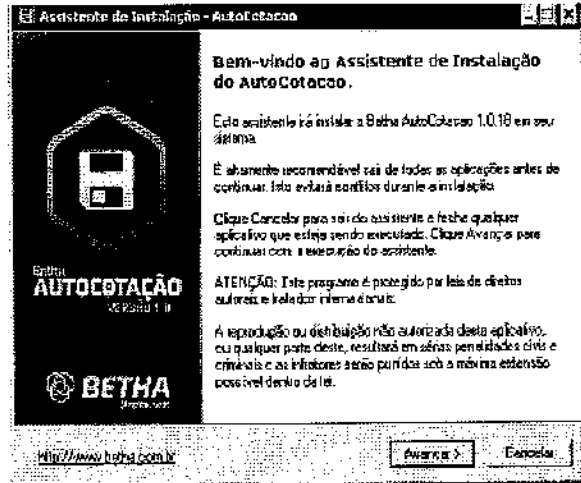 Assistente de Instalação - AutoCotacao
Bem-vindo ao Assistente de Instalação
do AutoCotacao.
Este assistente irá instalar a Betha AutoCotacao 1.0.18 em seu
sistema.
É altamente recomendável sair de todas as aplicações antes de
continuar. Isto evitará conflitos durante a instalação.
Clique Cancelar para sair do assistente e feche qualquer
aplicativo que esteja sendo executado. Clique Avançar para
continuar com a execução do assistente.
ATENÇÃO: Este programa é protegido por leis de direitos
autorais e tratados internacionais.
A reprodução ou distribuição não autorizada deste aplicativo,
ou qualquer parte deste, resultará em sérias penalidades civis e
criminais e os infratores serão punidos sob a máxima extensão
possível dentro da lei.
Betha
AUTOCOTAÇÃO
VERSÃO 1.0
BETHA
http://www.betha.com.br
Avançar >
Cancelar